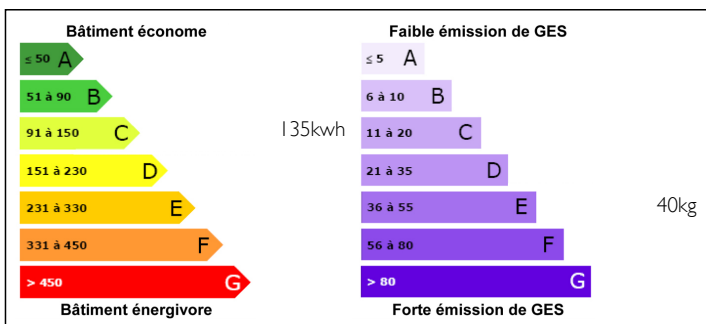 Bâtiment économe
≤ 50 A
51 à 90 B
91 à 150 C
135kwh
151 à 230 D
231 à 330 E
331 à 450 F
> 450 G
Bâtiment énergivore
Faible émission de GES
≤ 5 A
6 à 10 B
11 à 20 C
21 à 35 D
36 à 55 E
40kg
56 à 80 F
> 80 G
Forte émission de GES